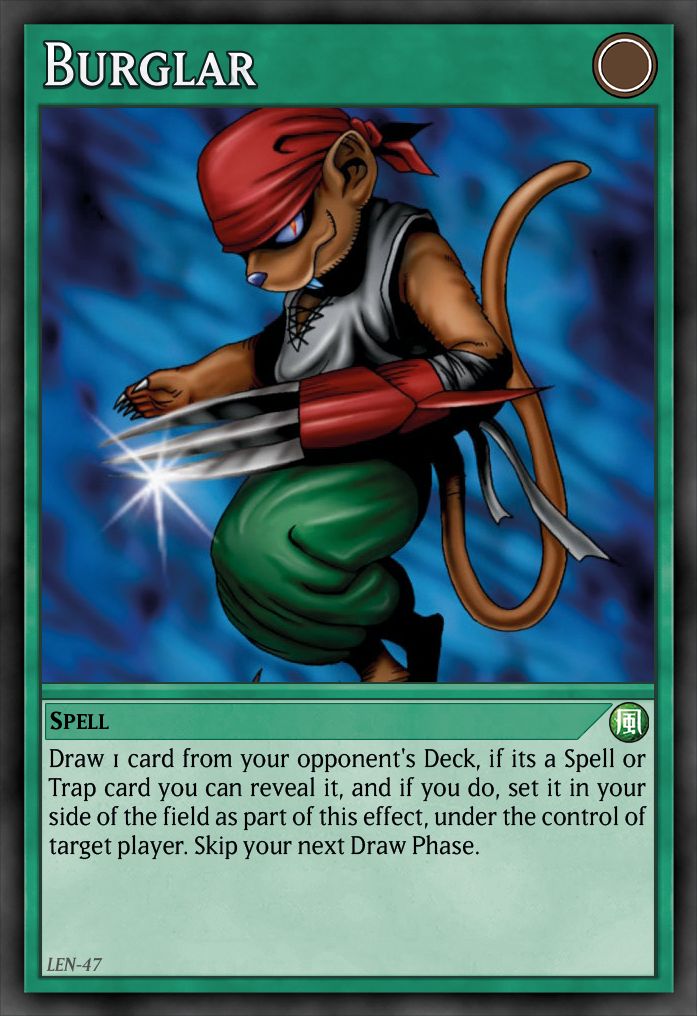 Burglar
Spell
風
Draw 1 card from your opponent's Deck, if its a Spell or
Trap card you can reveal it, and if you do, set it in your
side of the field as part of this effect, under the control of
target player. Skip your next Draw Phase.
LEN-47